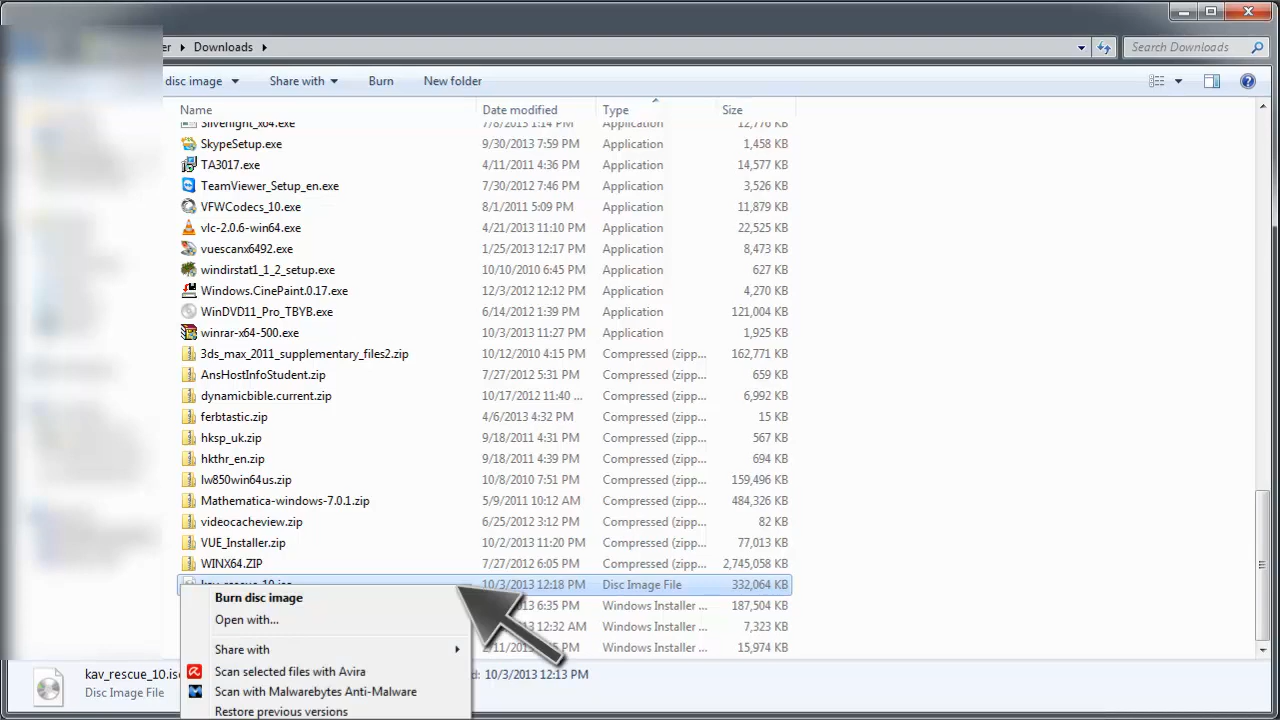 er ▸ Downloads ▸
Search Downloads
disc image
Share with
Burn
New folder
Name Date modified Type Size
Silverlight_x64.exe 7/8/2013 1:14 PM Application 12,776 KB
SkypeSetup.exe 9/30/2013 7:59 PM Application 1,458 KB
TA3017.exe 4/11/2011 4:36 PM Application 14,577 KB
TeamViewer_Setup_en.exe 7/30/2012 7:46 PM Application 3,526 KB
VFWCodecs_10.exe 8/1/2011 5:09 PM Application 11,879 KB
vlc-2.0.6-win64.exe 4/21/2013 11:10 PM Application 22,525 KB
vuescanx6492.exe 1/25/2013 12:17 PM Application 8,473 KB
windirstat1_1_2_setup.exe 10/10/2010 6:45 PM Application 627 KB
Windows.CinePaint.0.17.exe 12/3/2012 12:12 PM Application 4,270 KB
WinDVD11_Pro_TBYB.exe 6/14/2012 1:39 PM Application 121,004 KB
winrar-x64-500.exe 10/3/2013 11:27 PM Application 1,925 KB
3ds_max_2011_supplementary_files2.zip 10/12/2010 4:15 PM Compressed (zipp... 162,771 KB
AnsHostInfoStudent.zip 7/27/2012 5:31 PM Compressed (zipp... 659 KB
dynamicbible.current.zip 10/17/2012 11:40 ... Compressed (zipp... 6,992 KB
ferbtastic.zip 4/6/2013 4:32 PM Compressed (zipp... 15 KB
hksp_uk.zip 9/18/2011 4:31 PM Compressed (zipp... 567 KB
hkthr_en.zip 9/18/2011 4:39 PM Compressed (zipp... 694 KB
lw850win64us.zip 10/8/2010 7:51 PM Compressed (zipp... 159,496 KB
Mathematica-windows-7.0.1.zip 5/9/2011 10:12 AM Compressed (zipp... 484,326 KB
videocacheview.zip 6/25/2012 3:12 PM Compressed (zipp... 82 KB
VUE_Installer.zip 10/2/2013 11:20 PM Compressed (zipp... 77,013 KB
WINX64.ZIP 7/27/2012 6:05 PM Compressed (zipp... 2,745,058 KB
kav_rescue_10.iso 10/3/2013 12:18 PM Disc Image File 332,064 KB
6:35 PM Windows Installer ... 187,504 KB
12:32 AM Windows Installer ... 7,323 KB
PM Windows Installer ... 15,974 KB
Burn disc image
Open with...
Share with
Scan selected files with Avira
Scan with Malwarebytes Anti-Malware
Restore previous versions
kav_rescue_10.iso
Disc Image File
d: 10/3/2013 12:13 PM